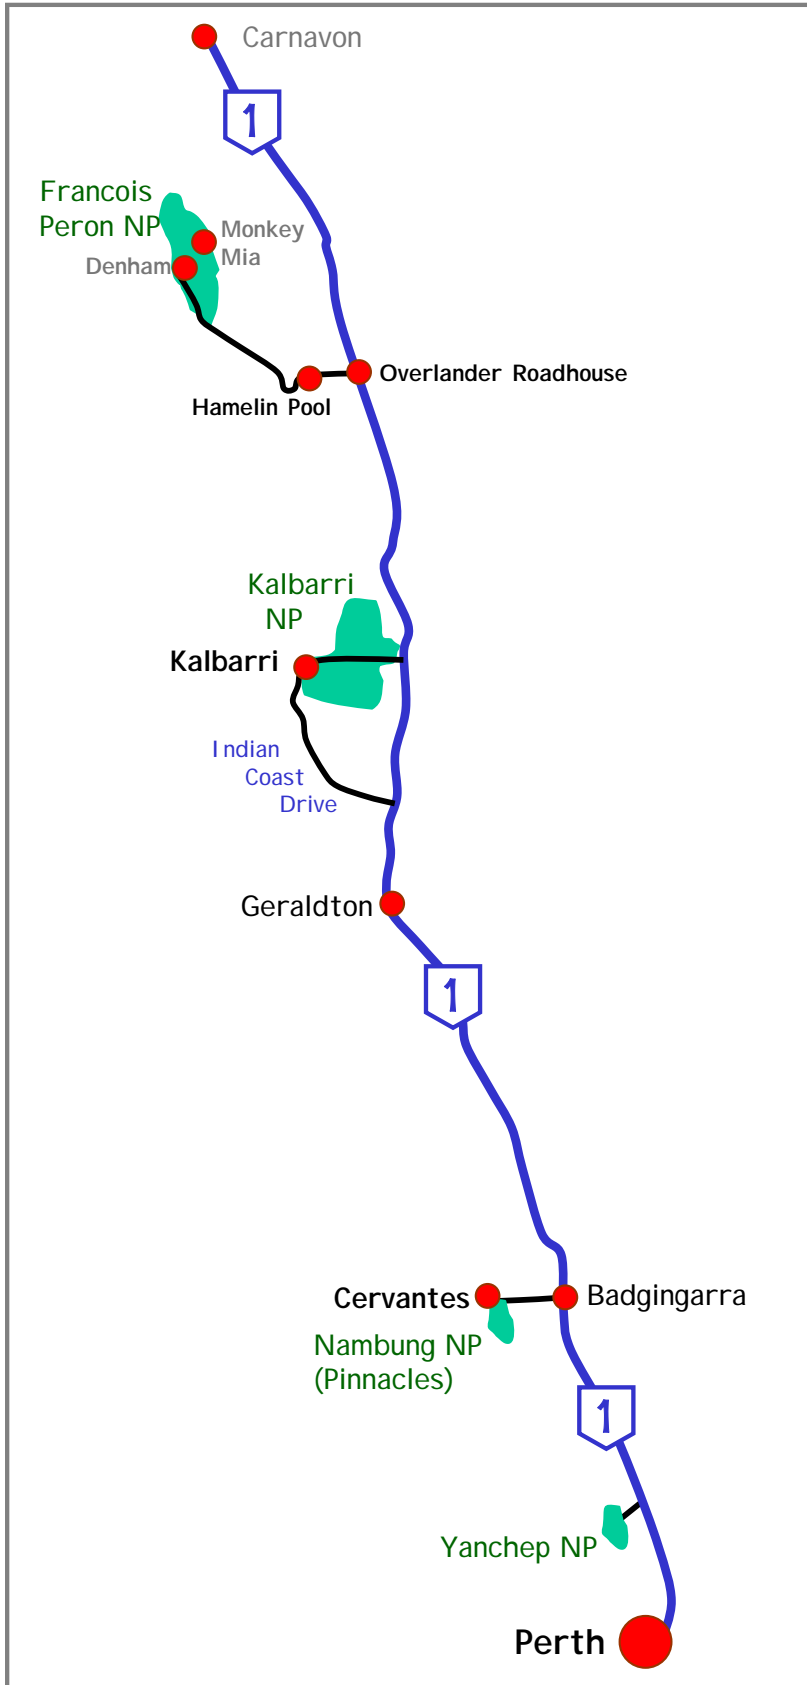 Carnavon
1
Francois
Peron NP
Monkey
Mia
Denham
Overlander Roadhouse
Hamelin Pool
Kalbarri
NP
Kalbarri
Indian
Coast
Drive
Geraldton
1
Cervantes
Badgingarra
Nambung NP
(Pinnacles)
1
Yanchep NP
Perth